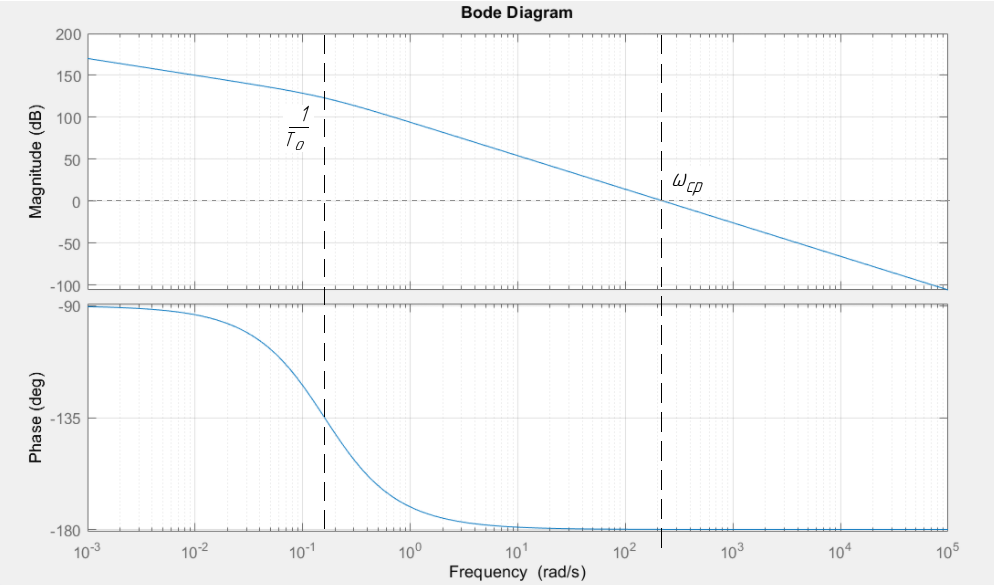 Bode Diagram
Magnitude (dB)
200
150
100
50
0
-50
-100
1
T₀
ω_cp
Phase (deg)
-90
-135
-180
10⁻³ 10⁻² 10⁻¹ 10⁰ 10¹ 10² 10³ 10⁴ 10⁵
Frequency (rad/s)